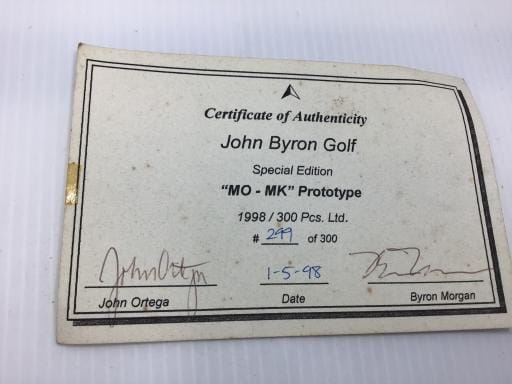 Certificate of Authenticity
John Byron Golf
Special Edition
“MO - MK” Prototype
1998 / 300 Pcs. Ltd.
# 299 of 300
John Ortega
1-5-98
John Ortega
Date
Byron Morgan